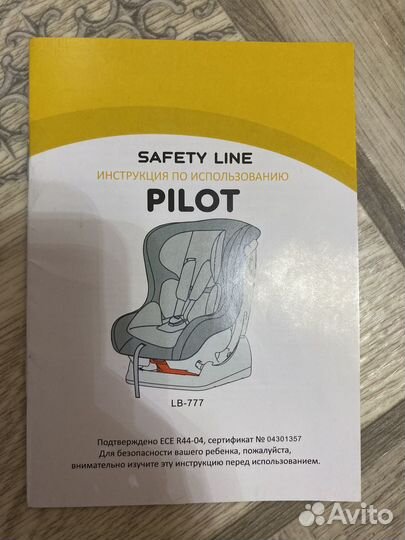 SAFETY LINE
ИНСТРУКЦИЯ ПО ИСПОЛЬЗОВАНИЮ
PILOT
LB-777
Подтверждено ECE R44-04, сертификат № 04301357
Для безопасности вашего ребенка, пожалуйста,
внимательно изучите эту инструкцию перед использованием.
Avito